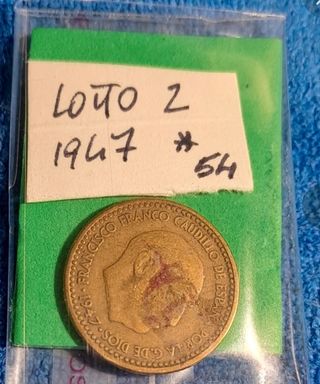 LOTTO 2
1947 *
54
FRANCISCO FRANCO CAUDILLO DE ESPAÑA POR LA G. DE DIOS